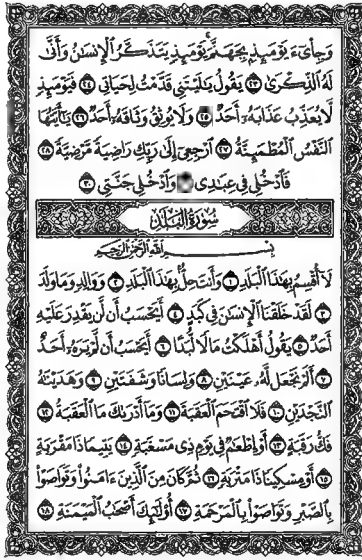 وَجِاْىٓءَ يَوْمَئِذٍۭ بِجَهَنَّمَ يَوْمَئِذٍ يَتَذَكَّرُ ٱلْإِنسَٰنُ وَأَنَّىٰ
لَهُ ٱلذِّكْرَىٰ ٢٣ يَقُولُ يَٰلَيْتَنِى قَدَّمْتُ لِحَيَاتِى ٢٤ فَيَوْمَئِذٍ
لَّا يُعَذِّبُ عَذَابَهُۥٓ أَحَدٌ ٢٥ وَلَا يُوثِقُ وَثَاقَهُۥٓ أَحَدٌ ٢٦ يَٰٓأَيَّتُهَا
ٱلنَّفْسُ ٱلْمُطْمَئِنَّةُ ٢٧ ٱرْجِعِىٓ إِلَىٰ رَبِّكِ رَاضِيَةً مَّرْضِيَّةً ٢٨
فَٱدْخُلِى فِى عِبَٰدِى وَٱدْخُلِى جَنَّتِى ٣٠
سُورَةُ ٱلْبَلَدِ
بِسْمِ ٱللَّهِ ٱلرَّحْمَٰنِ ٱلرَّحِيمِ
لَآ أُقْسِمُ بِهَٰذَا ٱلْبَلَدِ ١ وَأَنتَ حِلٌّۢ بِهَٰذَا ٱلْبَلَدِ ٢ وَوَالِدٍ وَمَا وَلَدَ
٣ لَقَدْ خَلَقْنَا ٱلْإِنسَٰنَ فِى كَبَدٍ ٤ أَيَحْسَبُ أَن لَّن يَقْدِرَ عَلَيْهِ
أَحَدٌ ٥ يَقُولُ أَهْلَكْتُ مَالًا لُّبَدًا ٦ أَيَحْسَبُ أَن لَّمْ يَرَهُۥٓ أَحَدٌ
٧ أَلَمْ نَجْعَل لَّهُۥ عَيْنَيْنِ ٨ وَلِسَانًا وَشَفَتَيْنِ ٩ وَهَدَيْنَٰهُ
ٱلنَّجْدَيْنِ ١٠ فَلَا ٱقْتَحَمَ ٱلْعَقَبَةَ ١١ وَمَآ أَدْرَىٰكَ مَا ٱلْعَقَبَةُ ١٢
فَكُّ رَقَبَةٍ ١٣ أَوْ إِطْعَٰمٌ فِى يَوْمٍ ذِى مَسْغَبَةٍ ١٤ يَتِيمًا ذَا مَقْرَبَةٍ
١٥ أَوْ مِسْكِينًا ذَا مَتْرَبَةٍ ١٦ ثُمَّ كَانَ مِنَ ٱلَّذِينَ ءَامَنُوا۟ وَتَوَاصَوْا۟
بِٱلصَّبْرِ وَتَوَاصَوْا۟ بِٱلْمَرْحَمَةِ ١٧ أُو۟لَٰٓئِكَ أَصْحَٰبُ ٱلْمَيْمَنَةِ ١٨